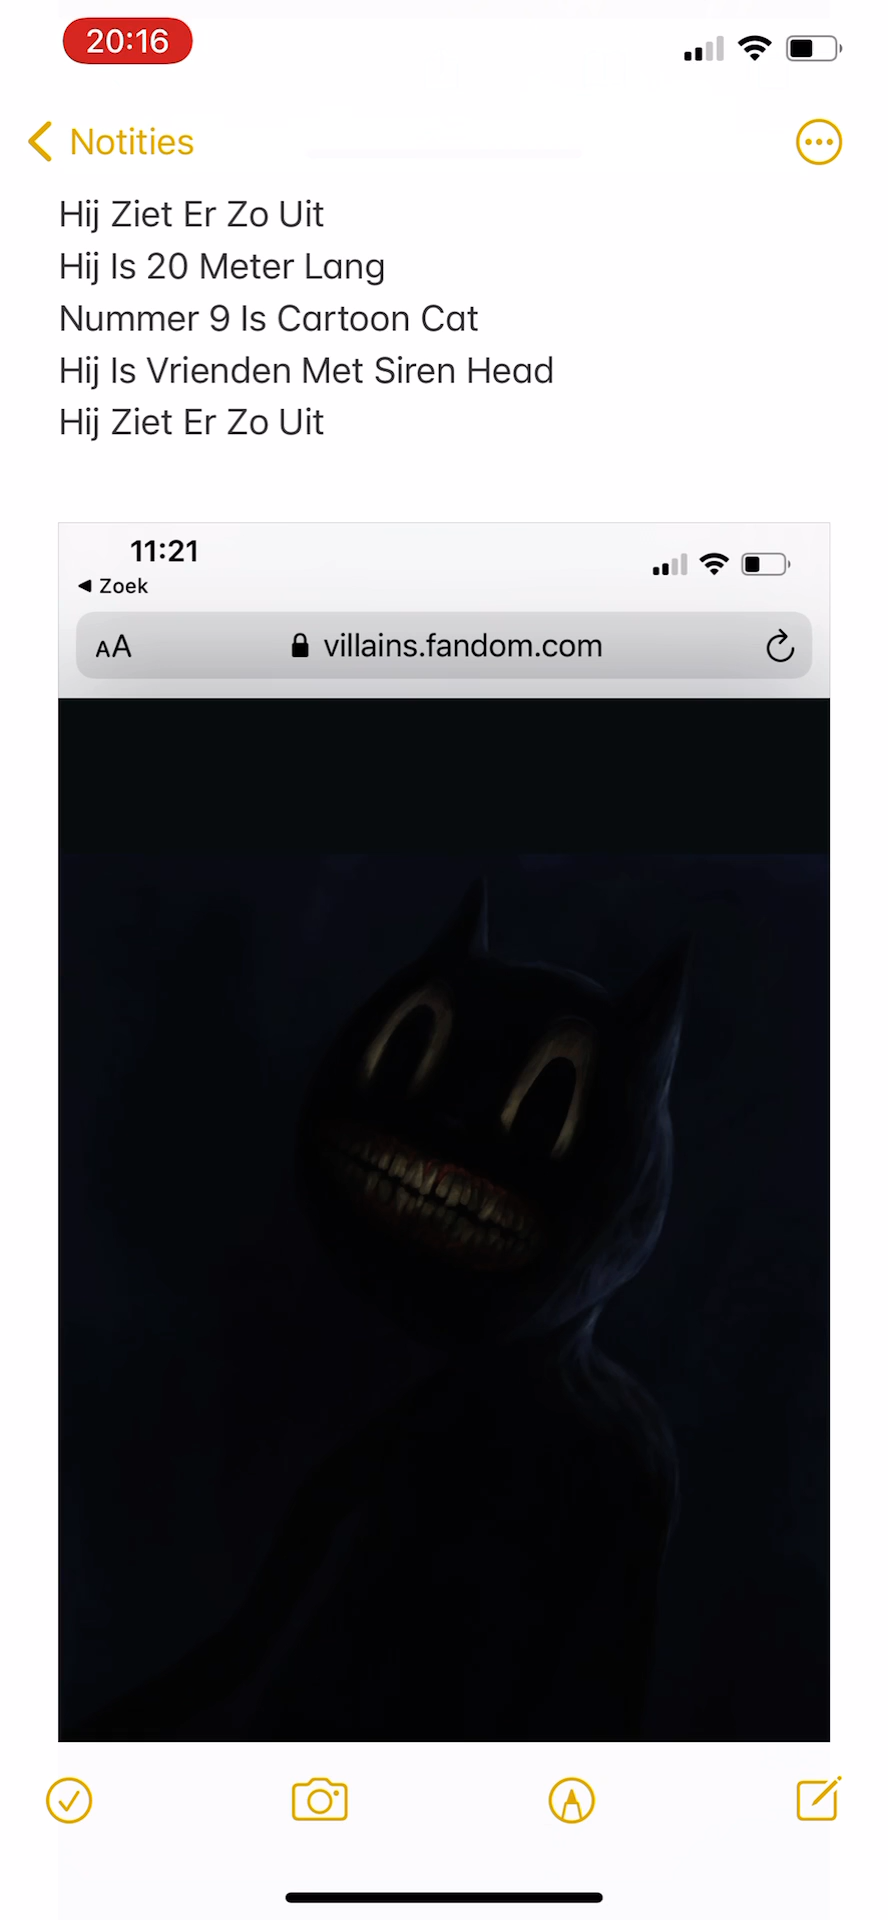 20:16
Notities
Hij Ziet Er Zo Uit
Hij Is 20 Meter Lang
Nummer 9 Is Cartoon Cat
Hij Is Vrienden Met Siren Head
Hij Ziet Er Zo Uit
11:21
Zoek
AA villains.fandom.com